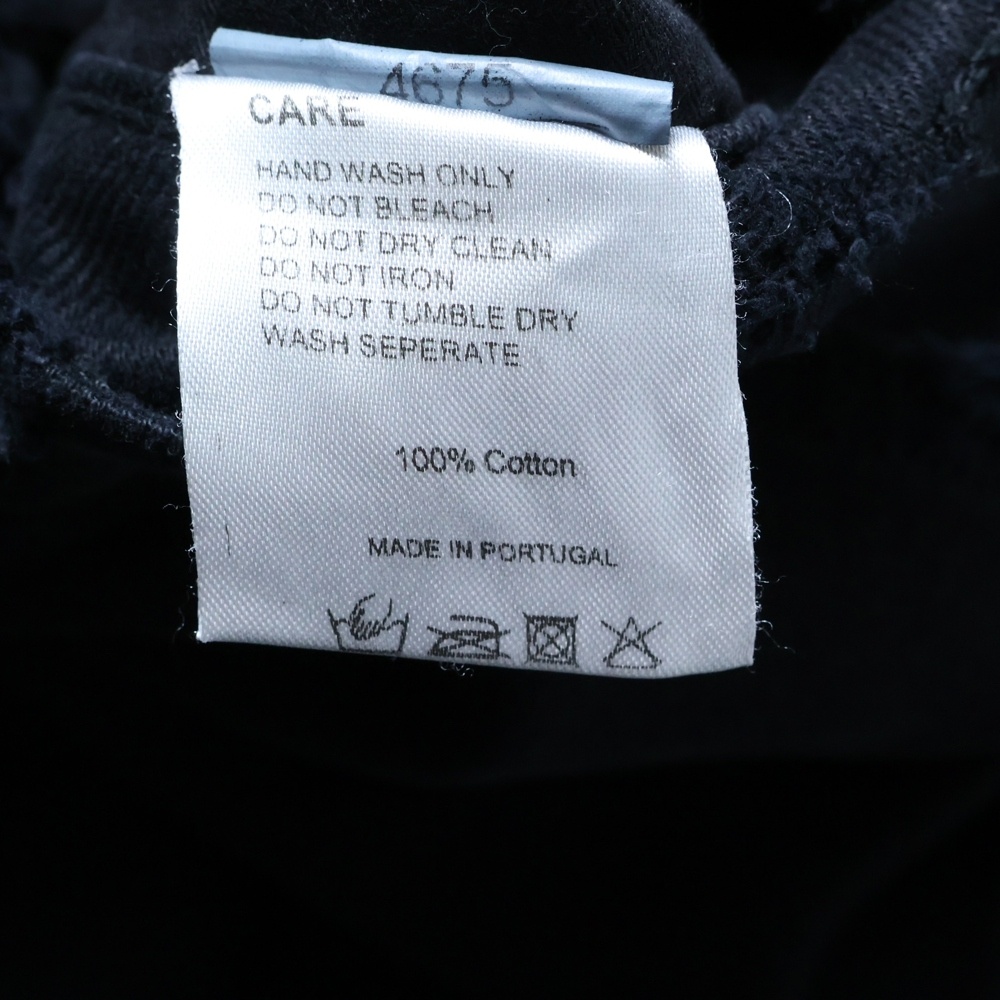 4675
CARE
HAND WASH ONLY
DO NOT BLEACH
DO NOT DRY CLEAN
DO NOT IRON
DO NOT TUMBLE DRY
WASH SEPERATE
100% Cotton
MADE IN PORTUGAL